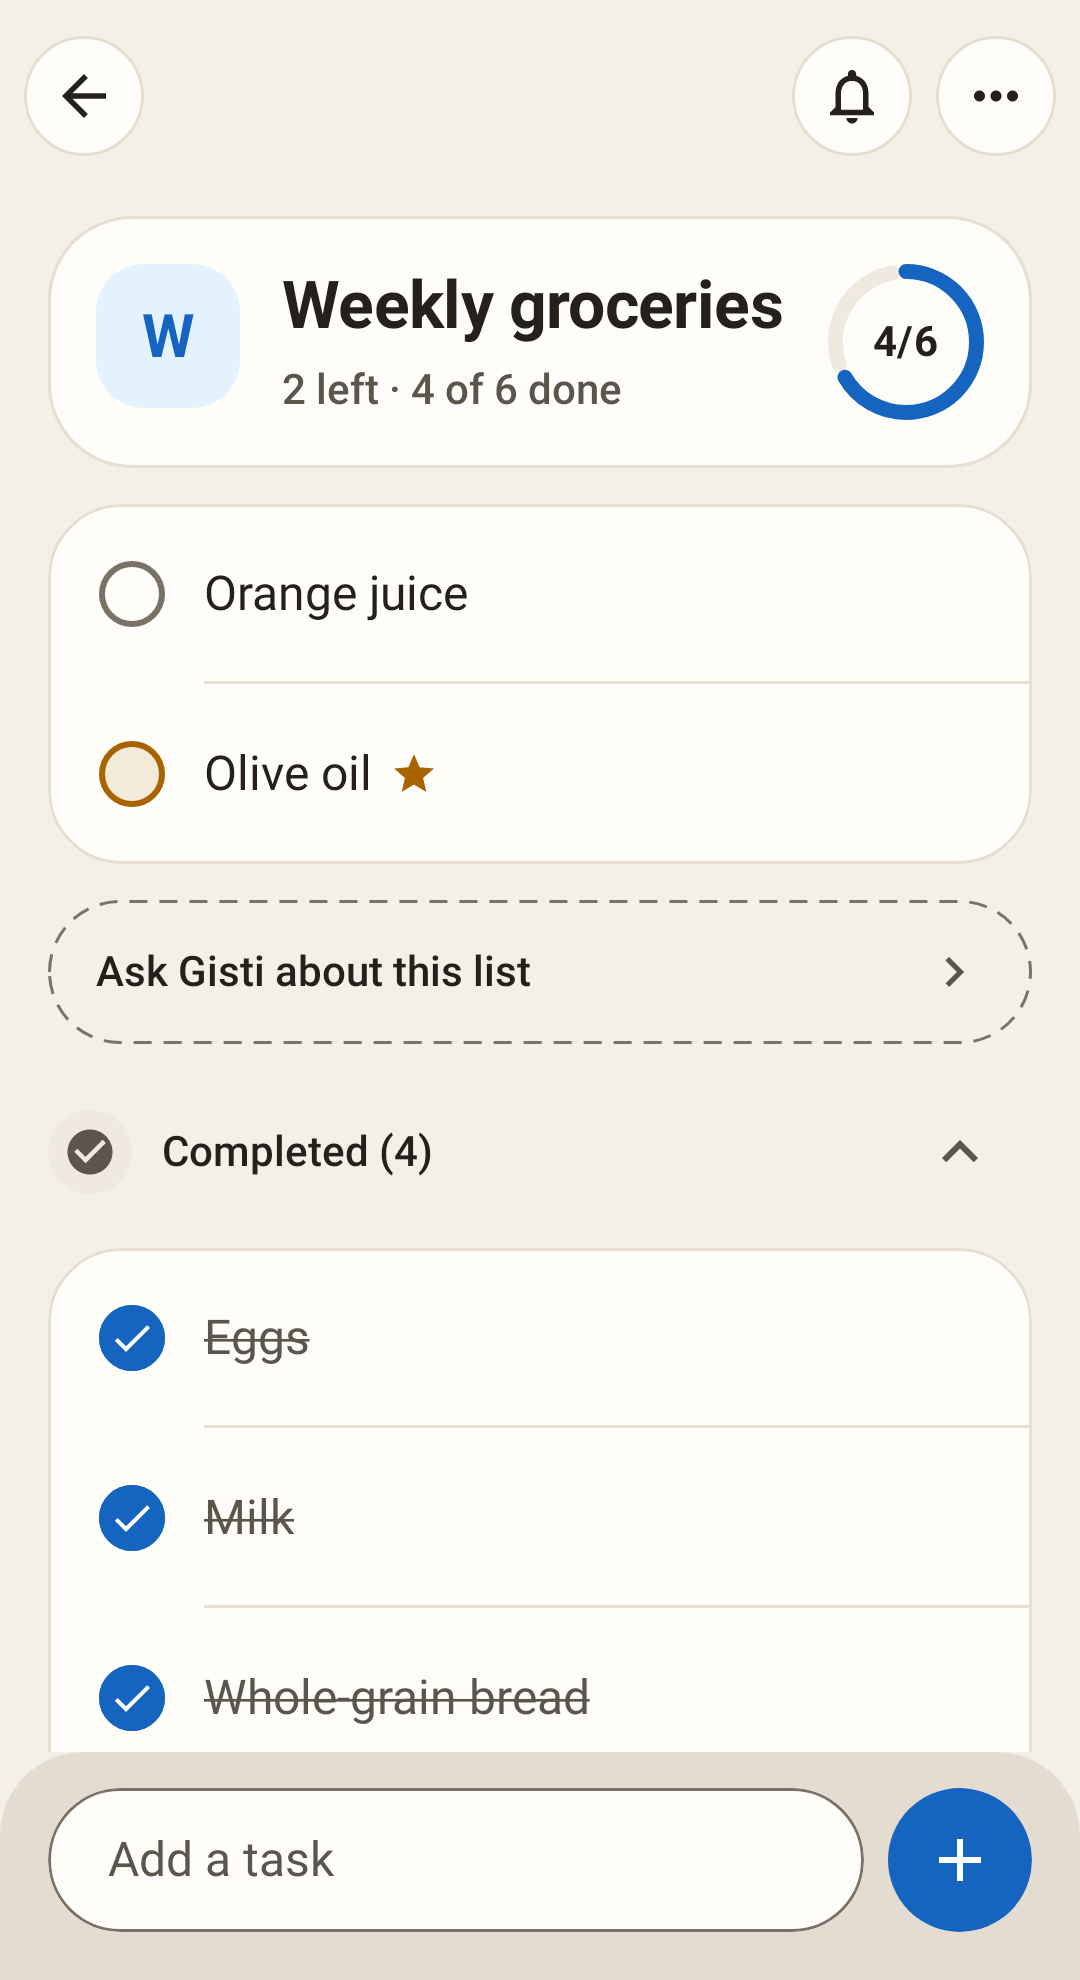 W
Weekly groceries
2 left · 4 of 6 done
4/6
Orange juice
Olive oil
Ask Gisti about this list
Completed (4)
Eggs
Milk
Whole-grain bread
Add a task